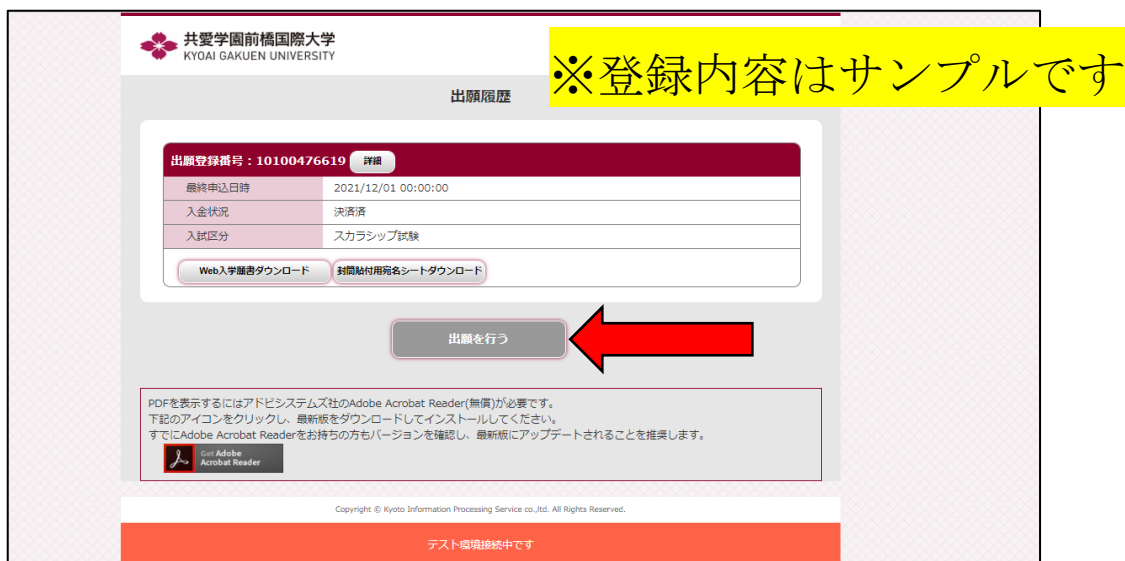 共愛学園前橋国際大学
KYOAI GAKUEN UNIVERSITY
※登録内容はサンプルです
出願履歴
出願登録番号：10100476619 詳細
最終申込日時 2021/12/01 00:00:00
入金状況 決済済
入試区分 スカラシップ試験
Web入学願書ダウンロード 封筒貼付用宛名シートダウンロード
出願を行う
PDFを表示するにはアドビシステムズ社のAdobe Acrobat Reader(無償)が必要です。
下記のアイコンをクリックし、最新版をダウンロードしてインストールしてください。
すでにAdobe Acrobat Readerをお持ちの方もバージョンを確認し、最新版にアップデートされることを推奨します。
Get Adobe
Acrobat Reader
Copyright © Kyoto Information Processing Service co.,ltd. All Rights Reserved.
テスト環境接続中です